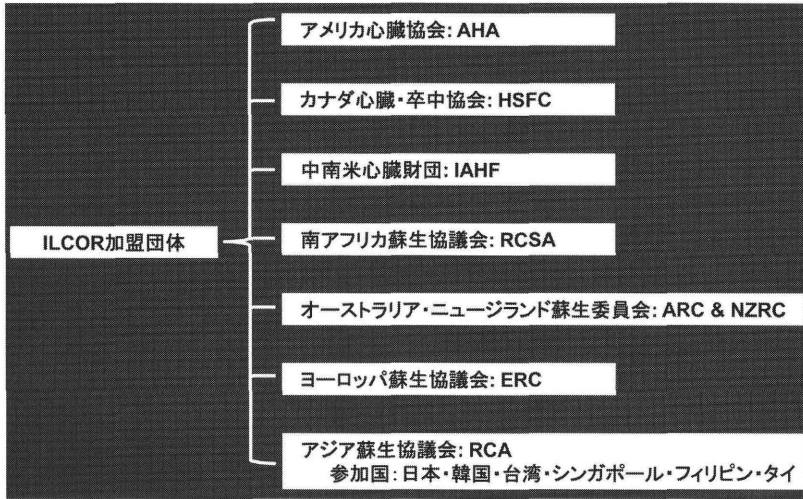 アメリカ心臓協会: AHA
カナダ心臓・卒中協会: HSFC
中南米心臓財団: IAHF
ILCOR加盟団体
南アフリカ蘇生協議会: RCSA
オーストラリア・ニュージランド蘇生委員会: ARC & NZRC
ヨーロッパ蘇生協議会: ERC
アジア蘇生協議会: RCA
参加国：日本・韓国・台湾・シンガポール・フィリピン・タイ